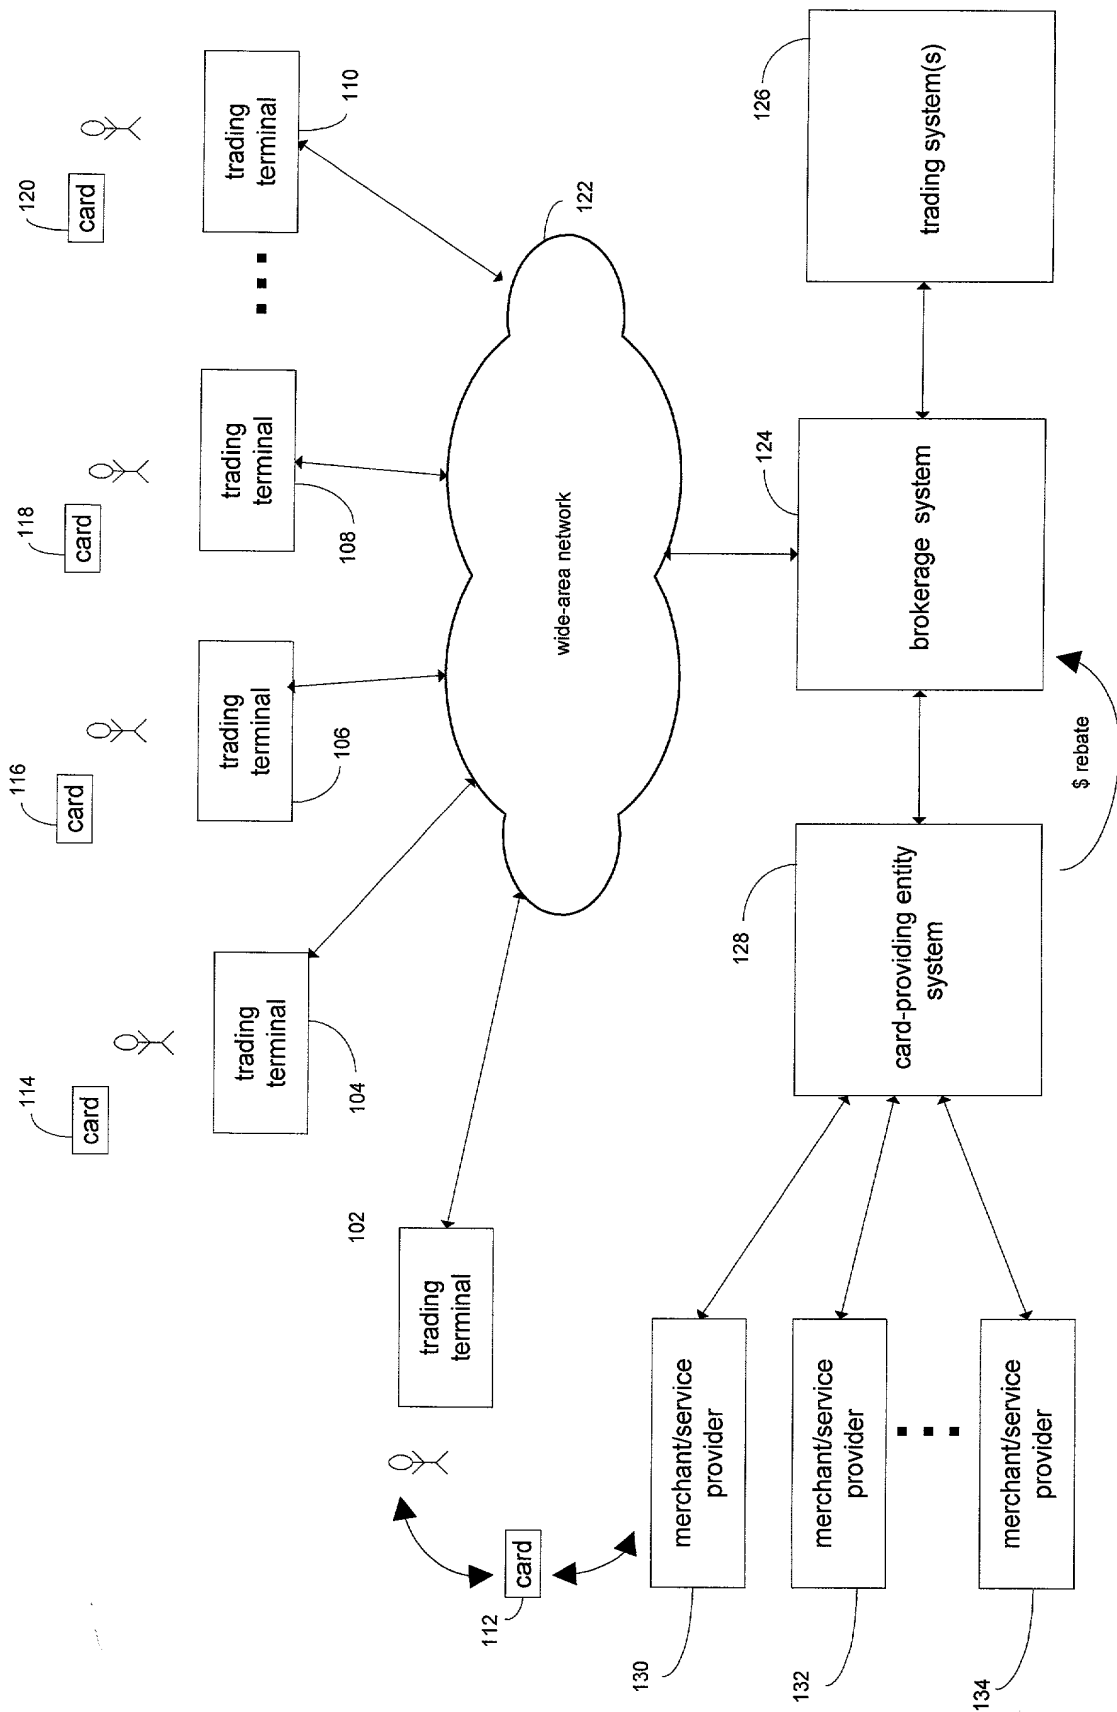 120
card
trading
terminal
110
118
card
trading
terminal
108
116
card
trading
terminal
106
114
card
trading
terminal
104
102
trading
terminal
112
card
122
wide-area network
126
trading system(s)
124
brokerage system
$ rebate
128
card-providing entity
system
130
merchant/service
provider
132
merchant/service
provider
134
merchant/service
provider